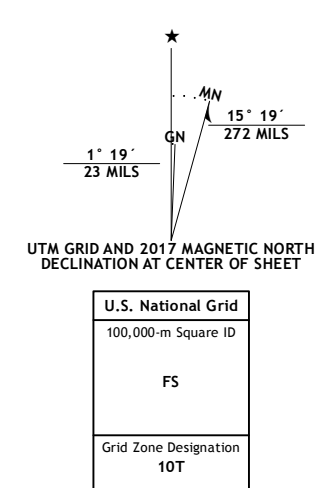 ★
MN
15° 19´
272 MILS
GN
1° 19´
23 MILS
UTM GRID AND 2017 MAGNETIC NORTH
DECLINATION AT CENTER OF SHEET
U.S. National Grid
100,000-m Square ID
FS
Grid Zone Designation
10T